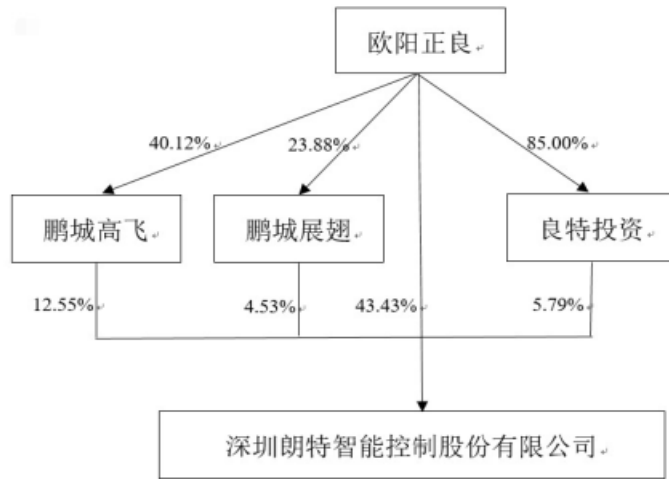 欧阳正良
40.12%
23.88%
85.00%
鹏城高飞
鹏城展翅
良特投资
12.55%
4.53%
43.43%
5.79%
深圳朗特智能控制股份有限公司